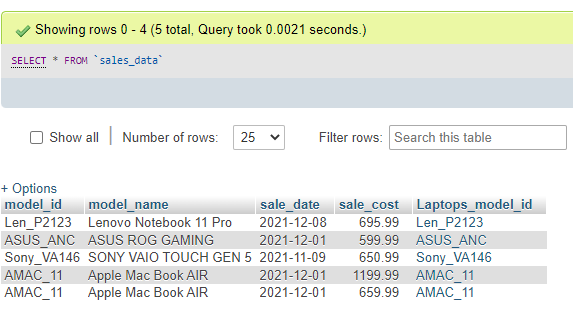 Showing rows 0 - 4 (5 total, Query took 0.0021 seconds.)
SELECT * FROM `sales_data`
Show all | Number of rows: 25 Filter rows: Search this table
+ Options
model_id model_name sale_date sale_cost Laptops_model_id
Len_P2123 Lenovo Notebook 11 Pro 2021-12-08 695.99 Len_P2123
ASUS_ANC ASUS ROG GAMING 2021-12-01 599.99 ASUS_ANC
Sony_VA146 SONY VAIO TOUCH GEN 5 2021-11-09 650.99 Sony_VA146
AMAC_11 Apple Mac Book AIR 2021-12-01 1199.99 AMAC_11
AMAC_11 Apple Mac Book AIR 2021-12-01 659.99 AMAC_11